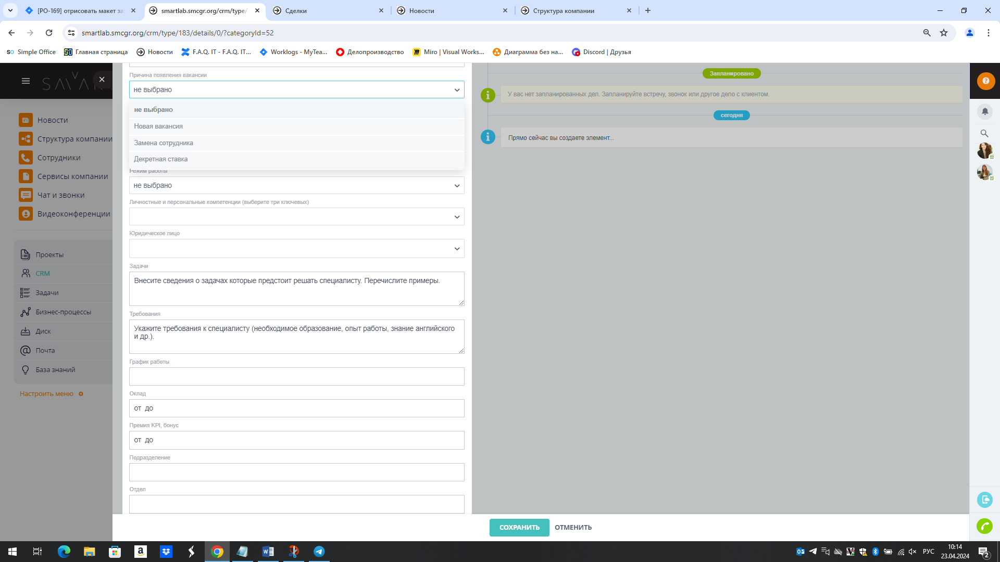 [PO-169] отрисовать макет за
smartlab.smcgr.org/crm/type/
Сделки
Новости
Структура компании
smartlab.smcgr.org/crm/type/183/details/0/?categoryId=52
Simple Office
Главная страница
Новости
F.A.Q. IT - F.A.Q. IT...
Worklogs - MyTea...
Делопроизводство
Miro | Visual Works...
Диаграмма без на...
Discord | Друзья
Новости
Структура компании
Сотрудники
Сервисы компании
Чат и звонки
Видеоконференции
Проекты
CRM
Задачи
Бизнес-процессы
Диск
Почта
База знаний
Настроить меню
Причина появления вакансии
не выбрано
не выбрано
Новая вакансия
Замена сотрудника
Декретная ставка
Режим работы
не выбрано
Личностные и персональные компетенции (выберите три ключевых)
Юридическое лицо
Задачи
Внесите сведения о задачах которые предстоит решать специалисту. Перечислите примеры.
Требования
Укажите требования к специалисту (необходимое образование, опыт работы, знание английского
и др.).
График работы
Оклад
от до
Премия KPI, бонус
от до
Подразделение
Отдел
Запланировано
У вас нет запланированных дел. Запланируйте встречу, звонок или другое дело с клиентом.
сегодня
Прямо сейчас вы создаете элемент...
СОХРАНИТЬ
ОТМЕНИТЬ
РУС
10:14
23.04.2024
2